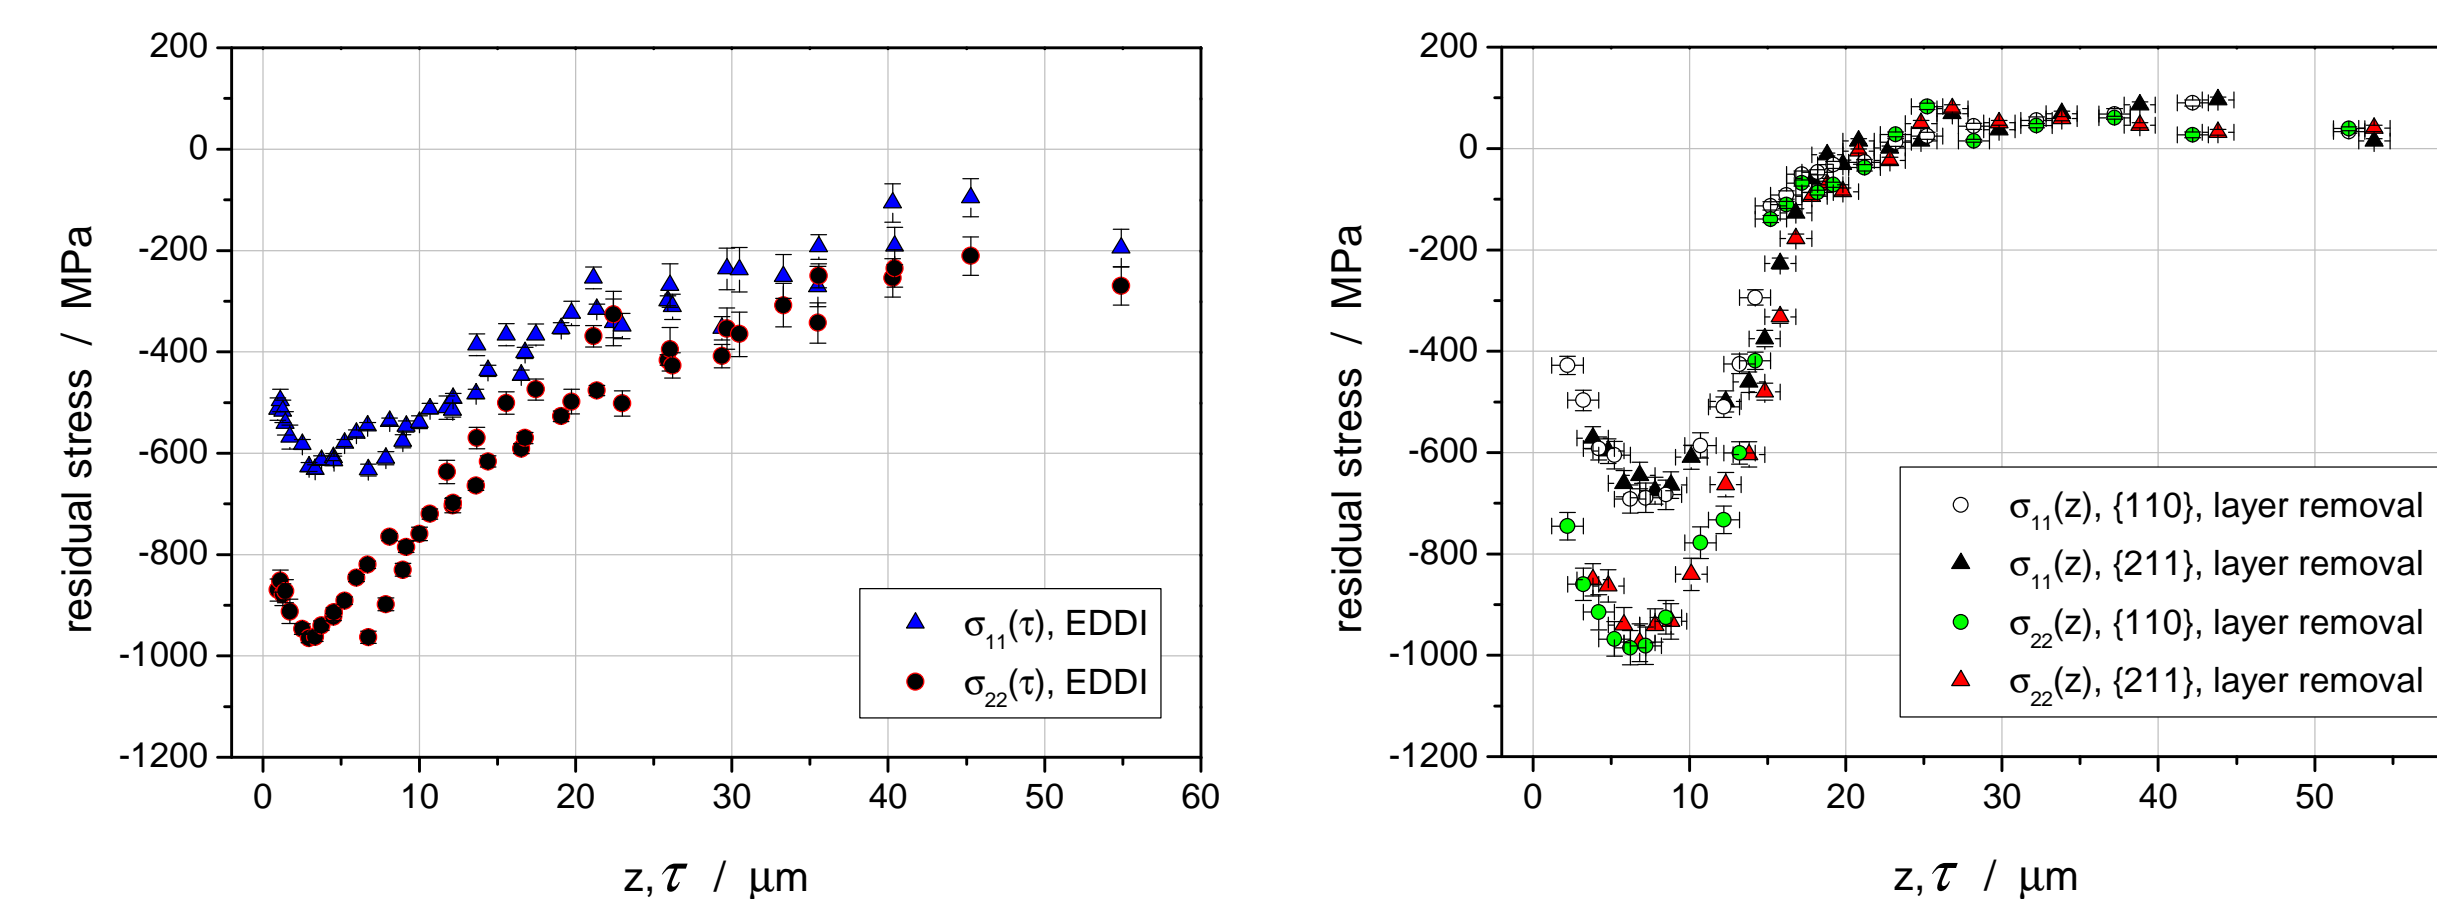 200
0
-200
-400
-600
-800
-1000
-1200
0 10 20 30 40 50 60
residual stress / MPa
z, τ / μm
σ11(τ), EDDI
σ22(τ), EDDI
200
0
-200
-400
-600
-800
-1000
-1200
0 10 20 30 40 50
residual stress / MPa
z, τ / μm
σ11(z), {110}, layer removal
σ11(z), {211}, layer removal
σ22(z), {110}, layer removal
σ22(z), {211}, layer removal